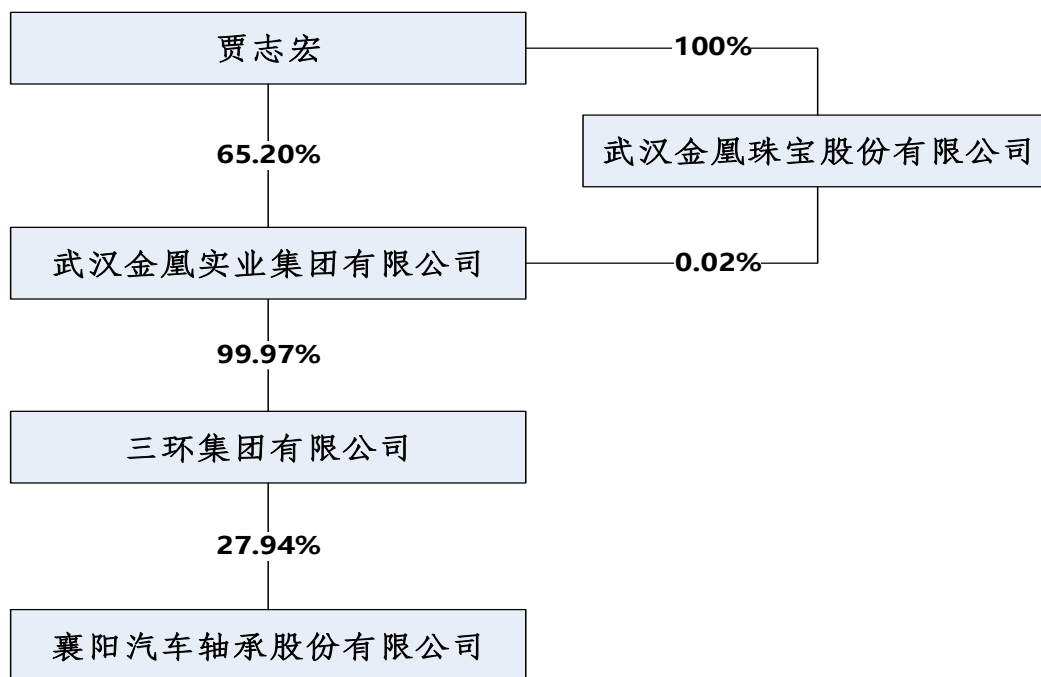 贾志宏
100%
65.20%
武汉金凰珠宝股份有限公司
武汉金凰实业集团有限公司
0.02%
99.97%
三环集团有限公司
27.94%
襄阳汽车轴承股份有限公司